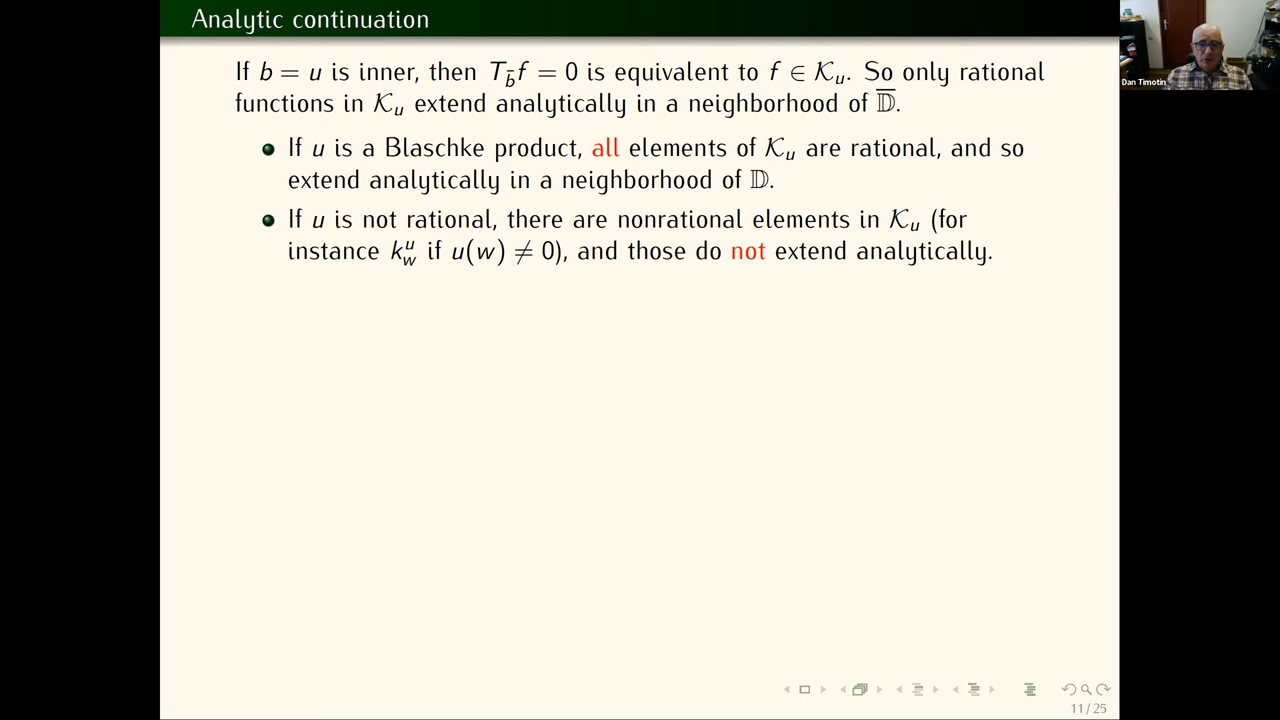 Analytic continuation
If b = u is inner, then T_b̄ f = 0 is equivalent to f ∈ 𝒦_u. So only rational
functions in 𝒦_u extend analytically in a neighborhood of 𝔻̅.
If u is a Blaschke product, all elements of 𝒦_u are rational, and so
extend analytically in a neighborhood of 𝔻.
If u is not rational, there are nonrational elements in 𝒦_u (for
instance k_w^u if u(w) ≠ 0), and those do not extend analytically.
Dan Timotin
11 / 25